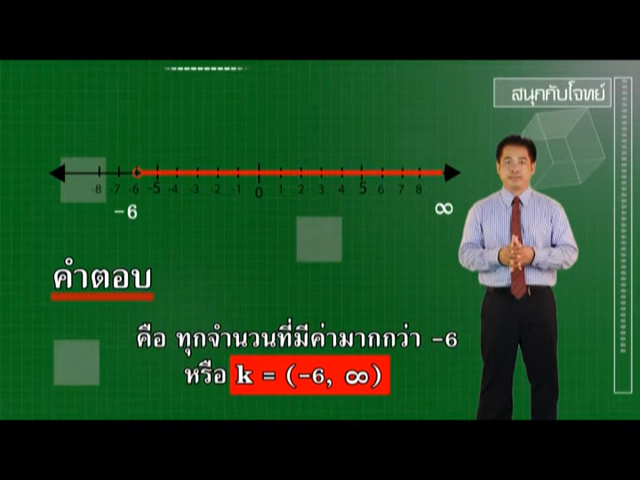 สนุกกับโจทย์
-8 -7 -6 -5 -4 -3 -2 -1 0 1 2 3 4 5 6 7 8
-6 ∞
คำตอบ
คือ ทุกจำนวนที่มีค่ามากกว่า -6
หรือ k = (-6, ∞)